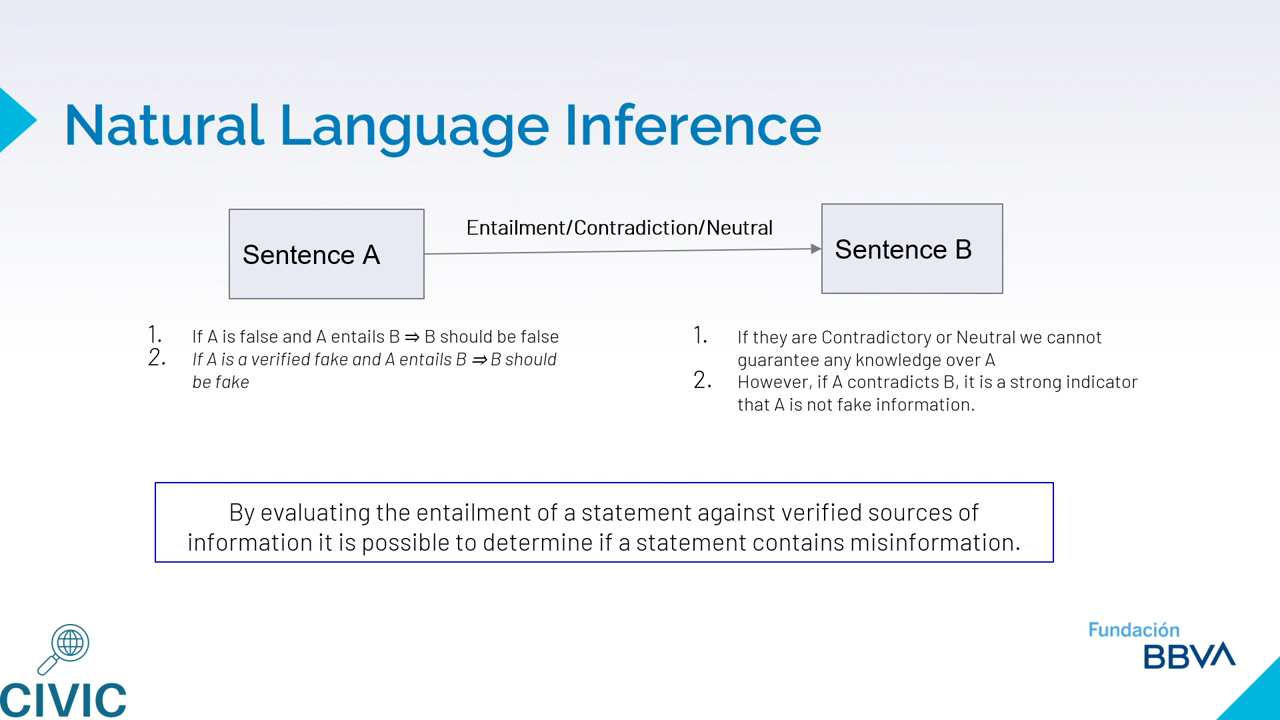 Natural Language Inference
Sentence A
Entailment/Contradiction/Neutral
Sentence B
1. If A is false and A entails B ⇒ B should be false
2. If A is a verified fake and A entails B ⇒ B should
be fake
1. If they are Contradictory or Neutral we cannot
guarantee any knowledge over A
2. However, if A contradicts B, it is a strong indicator
that A is not fake information.
By evaluating the entailment of a statement against verified sources of
information it is possible to determine if a statement contains misinformation.
CIVIC
Fundación
BBVA